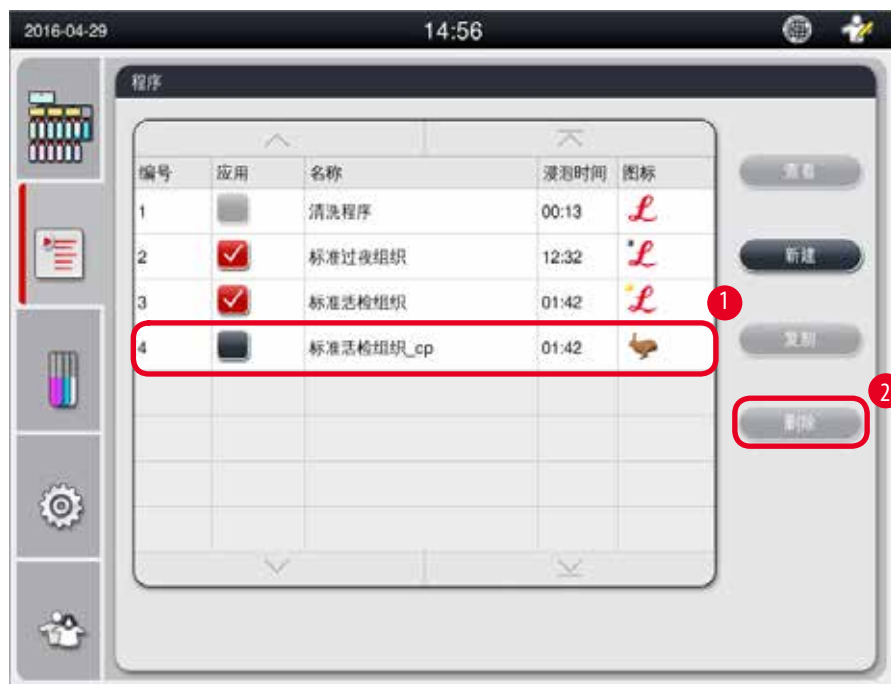 2016-04-29 14:56
程序
编号 应用 名称 浸泡时间 图标
1 清洗程序 00:13
2 标准过夜组织 12:32
3 标准活检组织 01:42
4 标准活检组织_cp 01:42
查看
新建
复制
删除
1
2